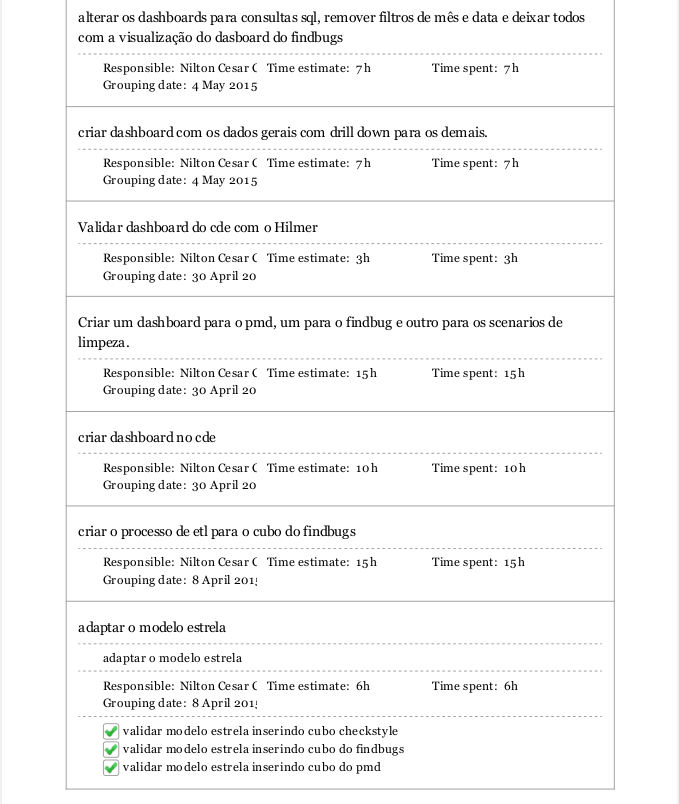 alterar os dashboards para consultas sql, remover filtros de mês e data e deixar todos
com a visualização do dasboard do findbugs
Responsible: Nilton Cesar C Time estimate: 7h Time spent: 7h
Grouping date: 4 May 2015
criar dashboard com os dados gerais com drill down para os demais.
Responsible: Nilton Cesar C Time estimate: 7h Time spent: 7h
Grouping date: 4 May 2015
Validar dashboard do cde com o Hilmer
Responsible: Nilton Cesar C Time estimate: 3h Time spent: 3h
Grouping date: 30 April 20
Criar um dashboard para o pmd, um para o findbug e outro para os scenarios de
limpeza.
Responsible: Nilton Cesar C Time estimate: 15h Time spent: 15h
Grouping date: 30 April 20
criar dashboard no cde
Responsible: Nilton Cesar C Time estimate: 10h Time spent: 10h
Grouping date: 30 April 20
criar o processo de etl para o cubo do findbugs
Responsible: Nilton Cesar C Time estimate: 15h Time spent: 15h
Grouping date: 8 April 2015
adaptar o modelo estrela
adaptar o modelo estrela
Responsible: Nilton Cesar C Time estimate: 6h Time spent: 6h
Grouping date: 8 April 2015
validar modelo estrela inserindo cubo checkstyle
validar modelo estrela inserindo cubo do findbugs
validar modelo estrela inserindo cubo do pmd